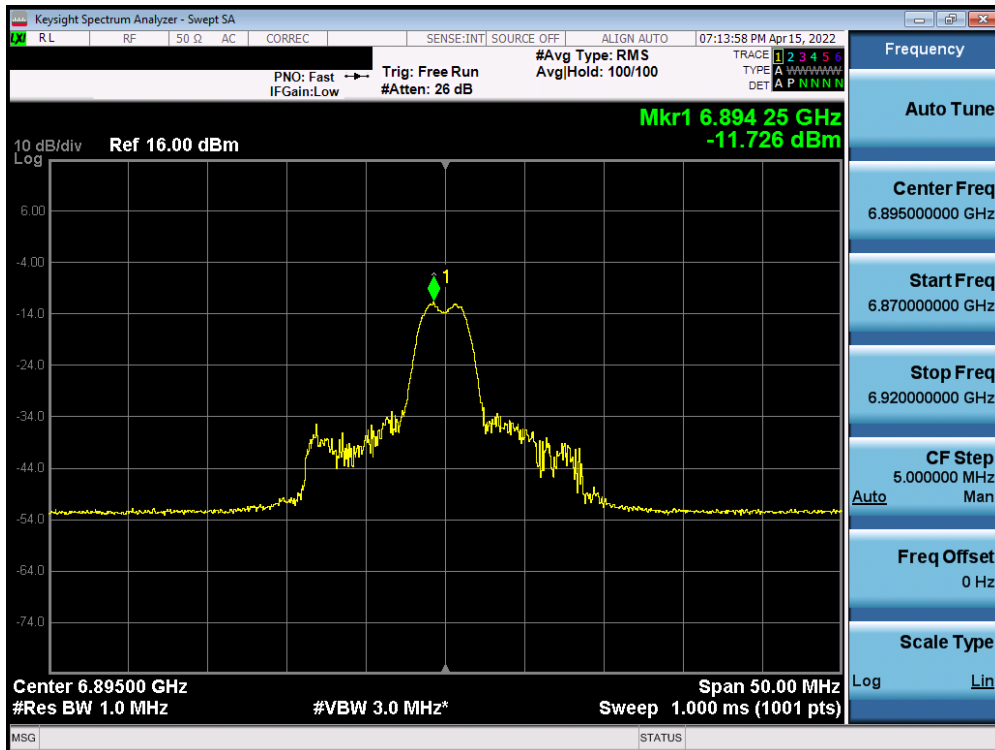 Keysight Spectrum Analyzer - Swept SA
LXI RL RF 50 Ω AC CORREC SENSE:INT SOURCE OFF ALIGN AUTO 07:13:58 PM Apr 15, 2022
PNO: Fast
IFGain:Low
Trig: Free Run
#Atten: 26 dB
#Avg Type: RMS
Avg|Hold: 100/100
TRACE 1 2 3 4 5 6
TYPE A WWWWW
DET A P N N N N
Mkr1 6.894 25 GHz
-11.726 dBm
10 dB/div Ref 16.00 dBm
Log
6.00
-4.00
1
-14.0
-24.0
-34.0
-44.0
-54.0
-64.0
-74.0
Center 6.89500 GHz Span 50.00 MHz
#Res BW 1.0 MHz #VBW 3.0 MHz* Sweep 1.000 ms (1001 pts)
MSG STATUS
Frequency
Auto Tune
Center Freq
6.895000000 GHz
Start Freq
6.870000000 GHz
Stop Freq
6.920000000 GHz
CF Step
5.000000 MHz
Auto Man
Freq Offset
0 Hz
Scale Type
Log Lin